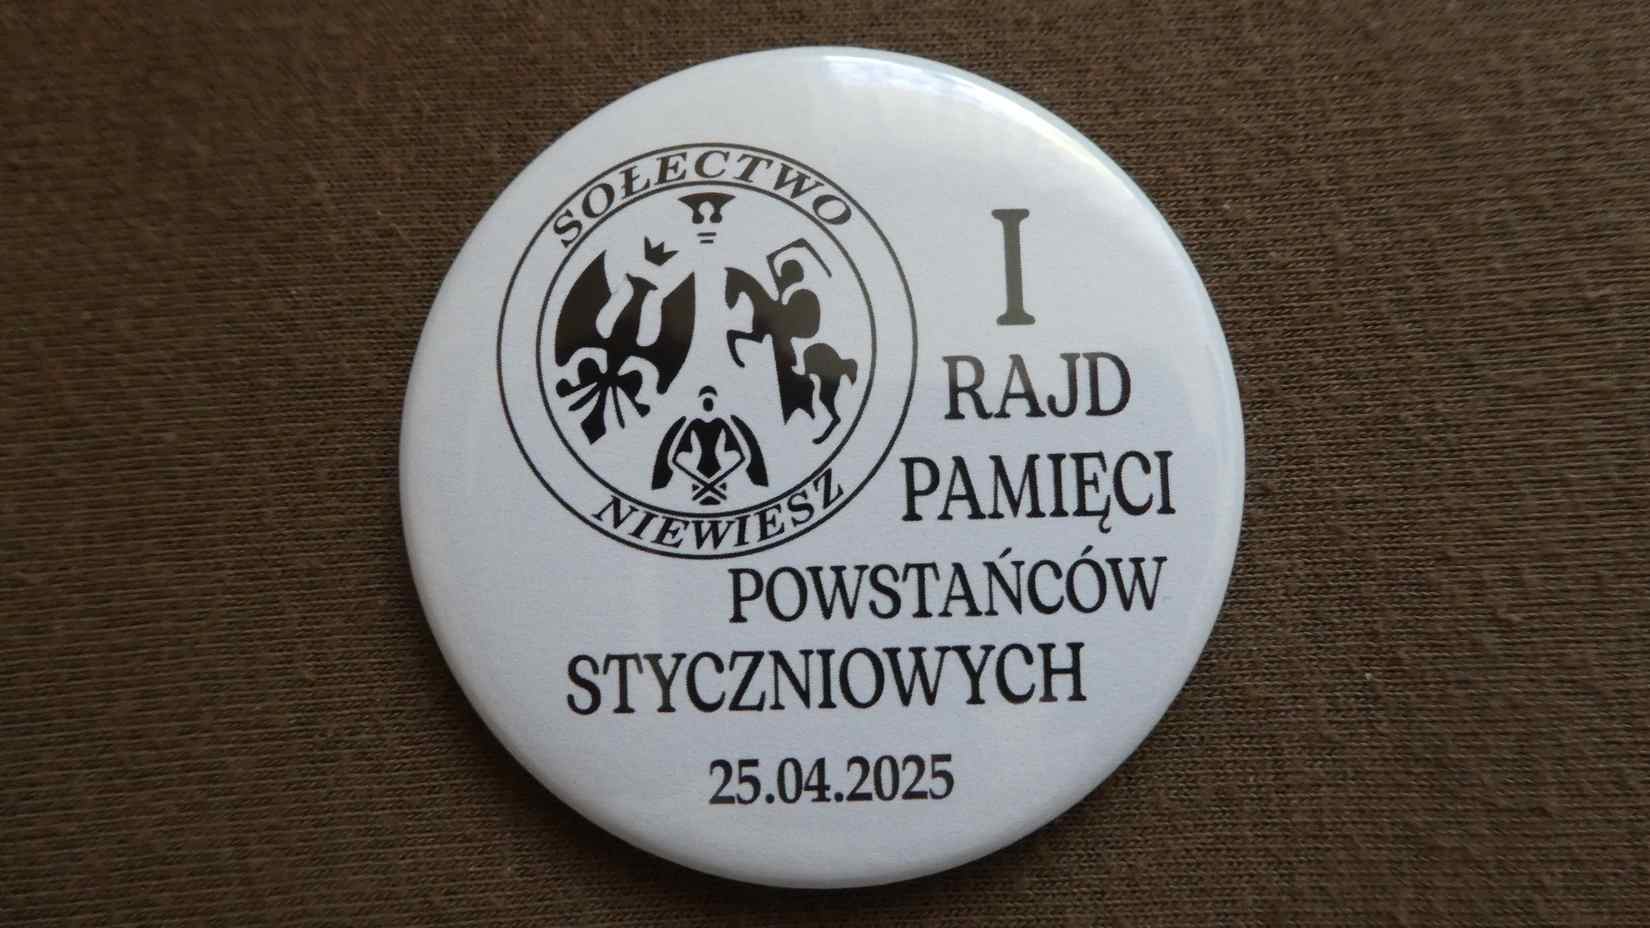 SOŁECTWO
NIEWIESZ
I
RAJD
PAMIĘCI
POWSTAŃCÓW
STYCZNIOWYCH
25.04.2025